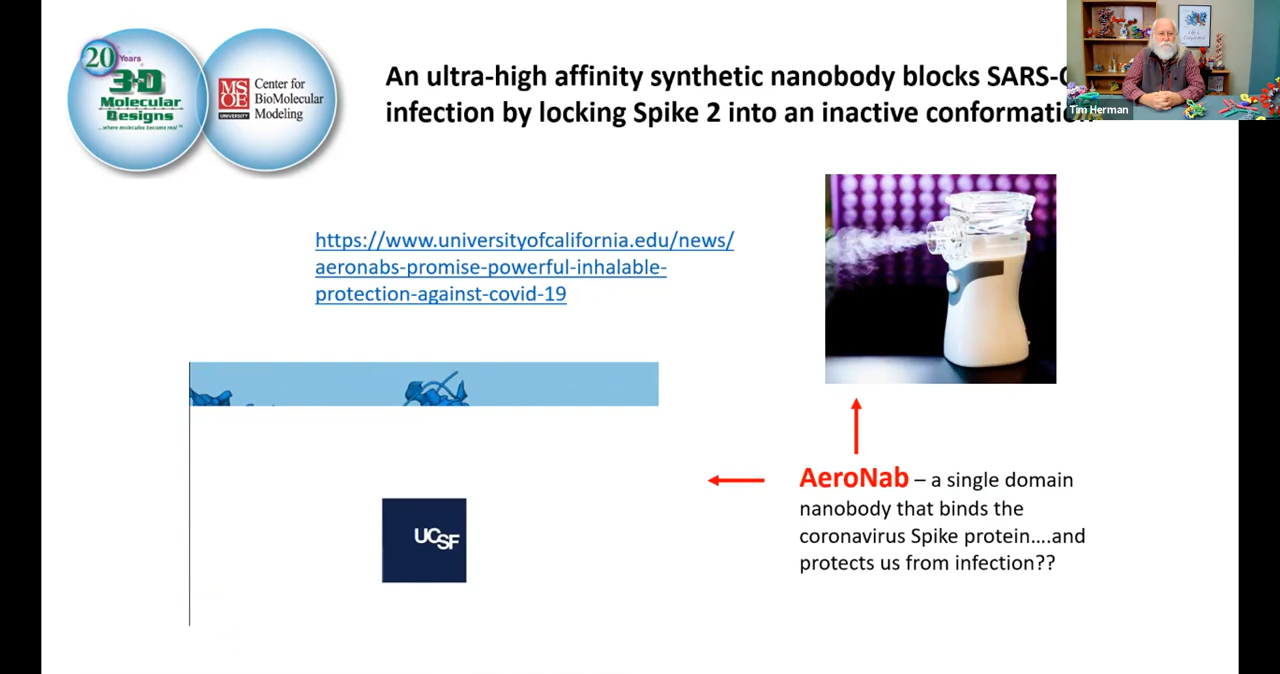 20 Years
3-D
Molecular
Designs
...where molecules become real™
MSOE
UNIVERSITY
Center for
BioMolecular
Modeling
An ultra-high affinity synthetic nanobody blocks SARS-C
infection by locking Spike 2 into an inactive conformation
Tim Herman
https://www.universityofcalifornia.edu/news/
aeronabs-promise-powerful-inhalable-
protection-against-covid-19
UCSF
AeroNab – a single domain
nanobody that binds the
coronavirus Spike protein....and
protects us from infection??